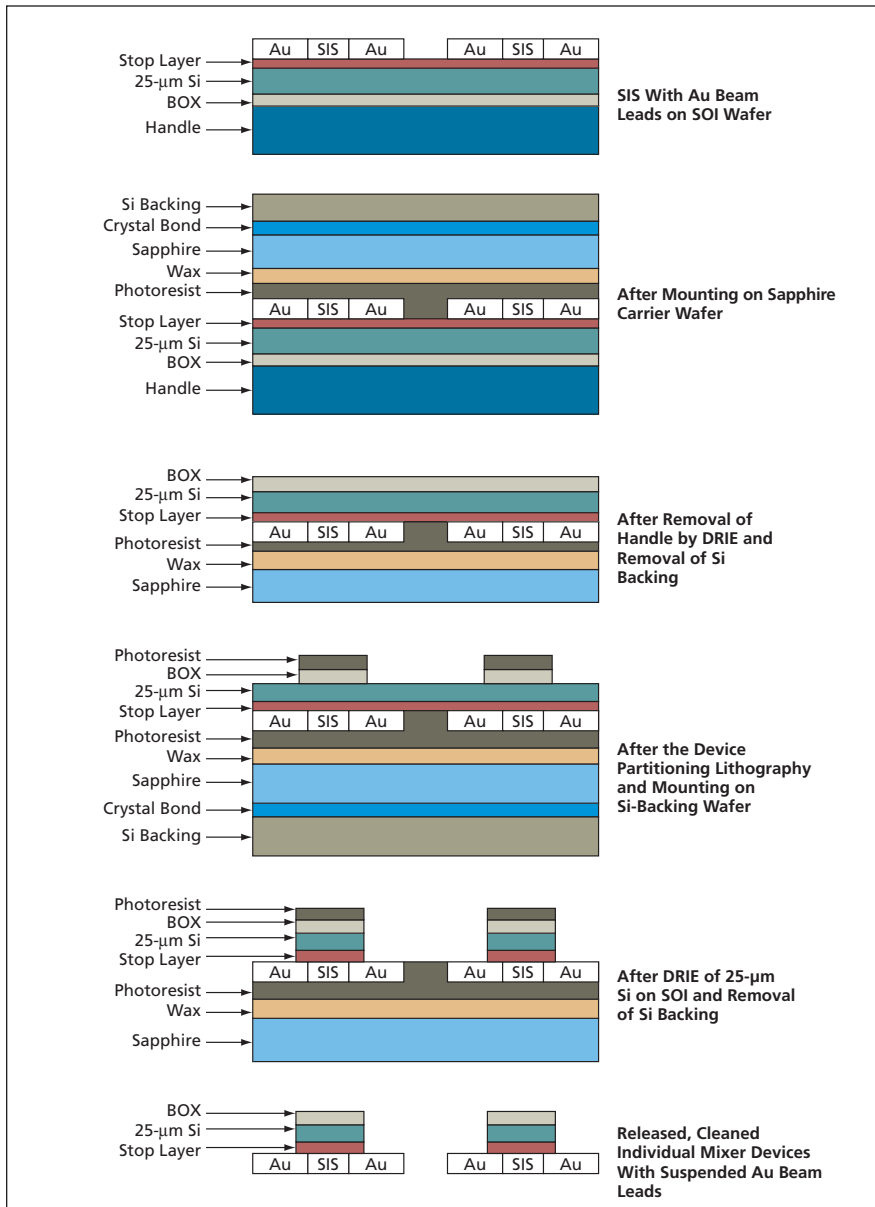 Au SIS Au Au SIS Au
Stop Layer
25-µm Si
BOX
Handle
SIS With Au Beam
Leads on SOI Wafer
Si Backing
Crystal Bond
Sapphire
Wax
Photoresist
Au SIS Au Au SIS Au
Stop Layer
25-µm Si
BOX
Handle
After Mounting on Sapphire
Carrier Wafer
BOX
25-µm Si
Stop Layer
Au SIS Au Au SIS Au
Photoresist
Wax
Sapphire
After Removal of
Handle by DRIE and
Removal of Si
Backing
Photoresist
BOX
25-µm Si
Stop Layer
Au SIS Au Au SIS Au
Photoresist
Wax
Sapphire
Crystal Bond
Si Backing
After the Device
Partitioning Lithography
and Mounting on
Si-Backing Wafer
Photoresist
BOX
25-µm Si
Stop Layer
Au SIS Au Au SIS Au
Photoresist
Wax
Sapphire
After DRIE of 25-µm
Si on SOI and Removal
of Si Backing
BOX
25-µm Si
Stop Layer
Au SIS Au Au SIS Au
Released, Cleaned
Individual Mixer Devices
With Suspended Au Beam
Leads